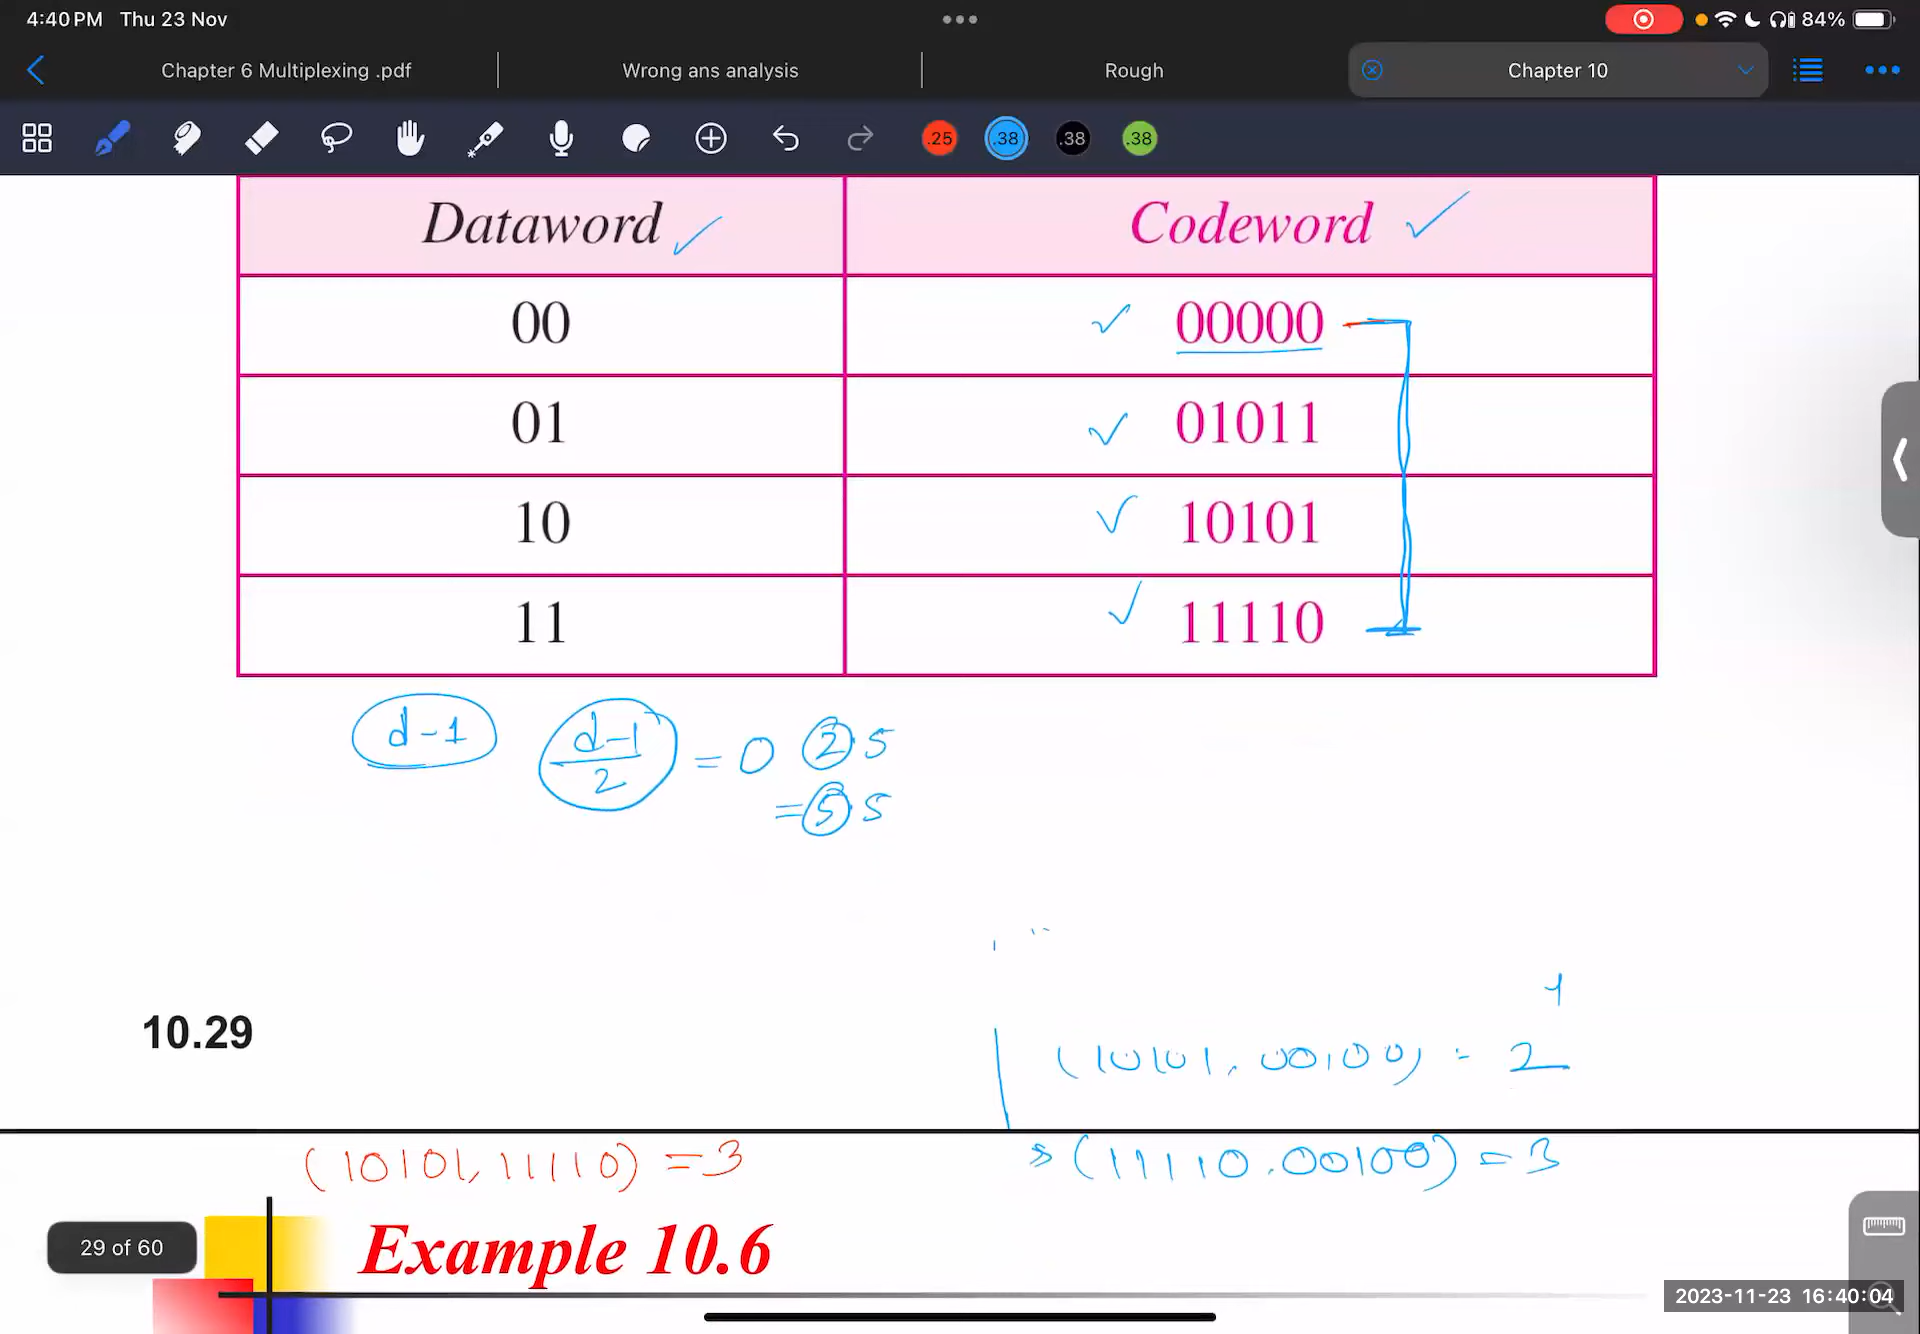 4:40 PM Thu 23 Nov
84%
Chapter 6 Multiplexing .pdf
Wrong ans analysis
Rough
Chapter 10
.25 .38 .38 .38
Dataword Codeword
00 00000
01 01011
10 10101
11 11110
d-1 d-1/2 = 0 2.5
= 5.5
1
10.29
(10101, 00100) = 2
(10101, 11110) = 3
(11110, 00100) = 3
Example 10.6
29 of 60
2023-11-23 16:40:04